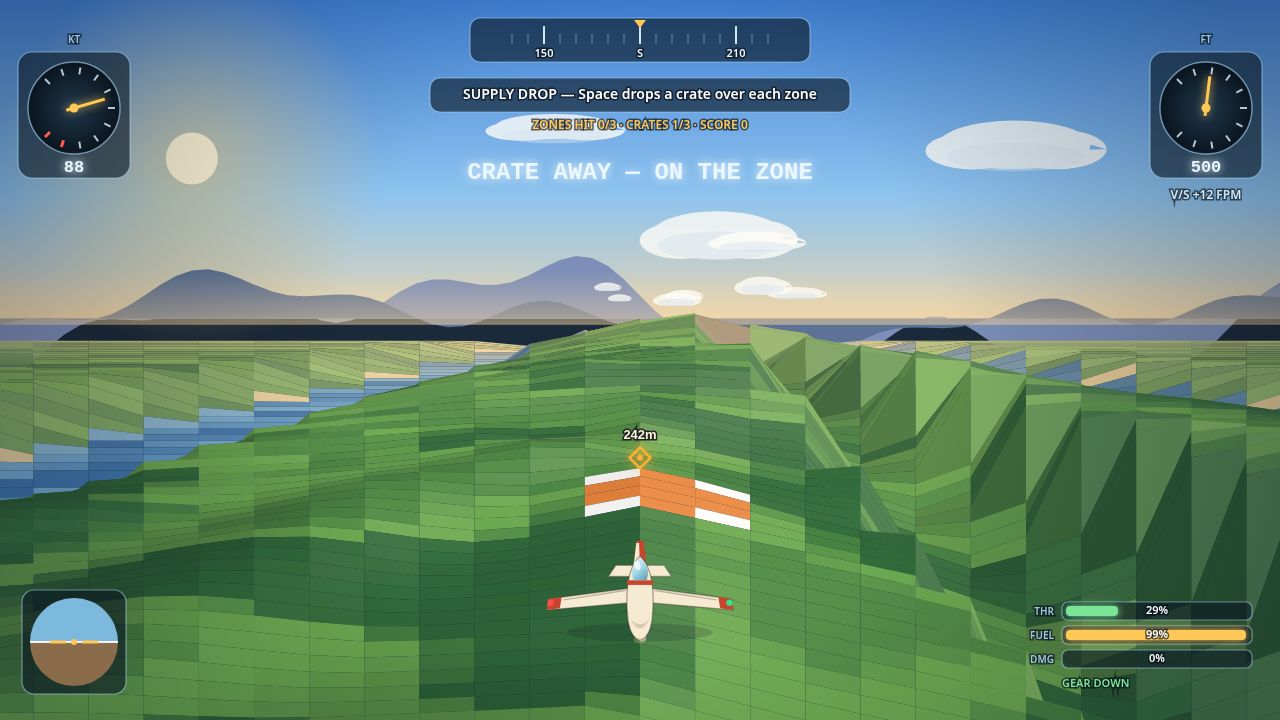 KT
150 S 210
FT
SUPPLY DROP — Space drops a crate over each zone
ZONES HIT 0/3 · CRATES 1/3 · SCORE 0
88
CRATE AWAY — ON THE ZONE
500
V/S +12 FPM
242m
THR 29%
FUEL 99%
DMG 0%
GEAR DOWN